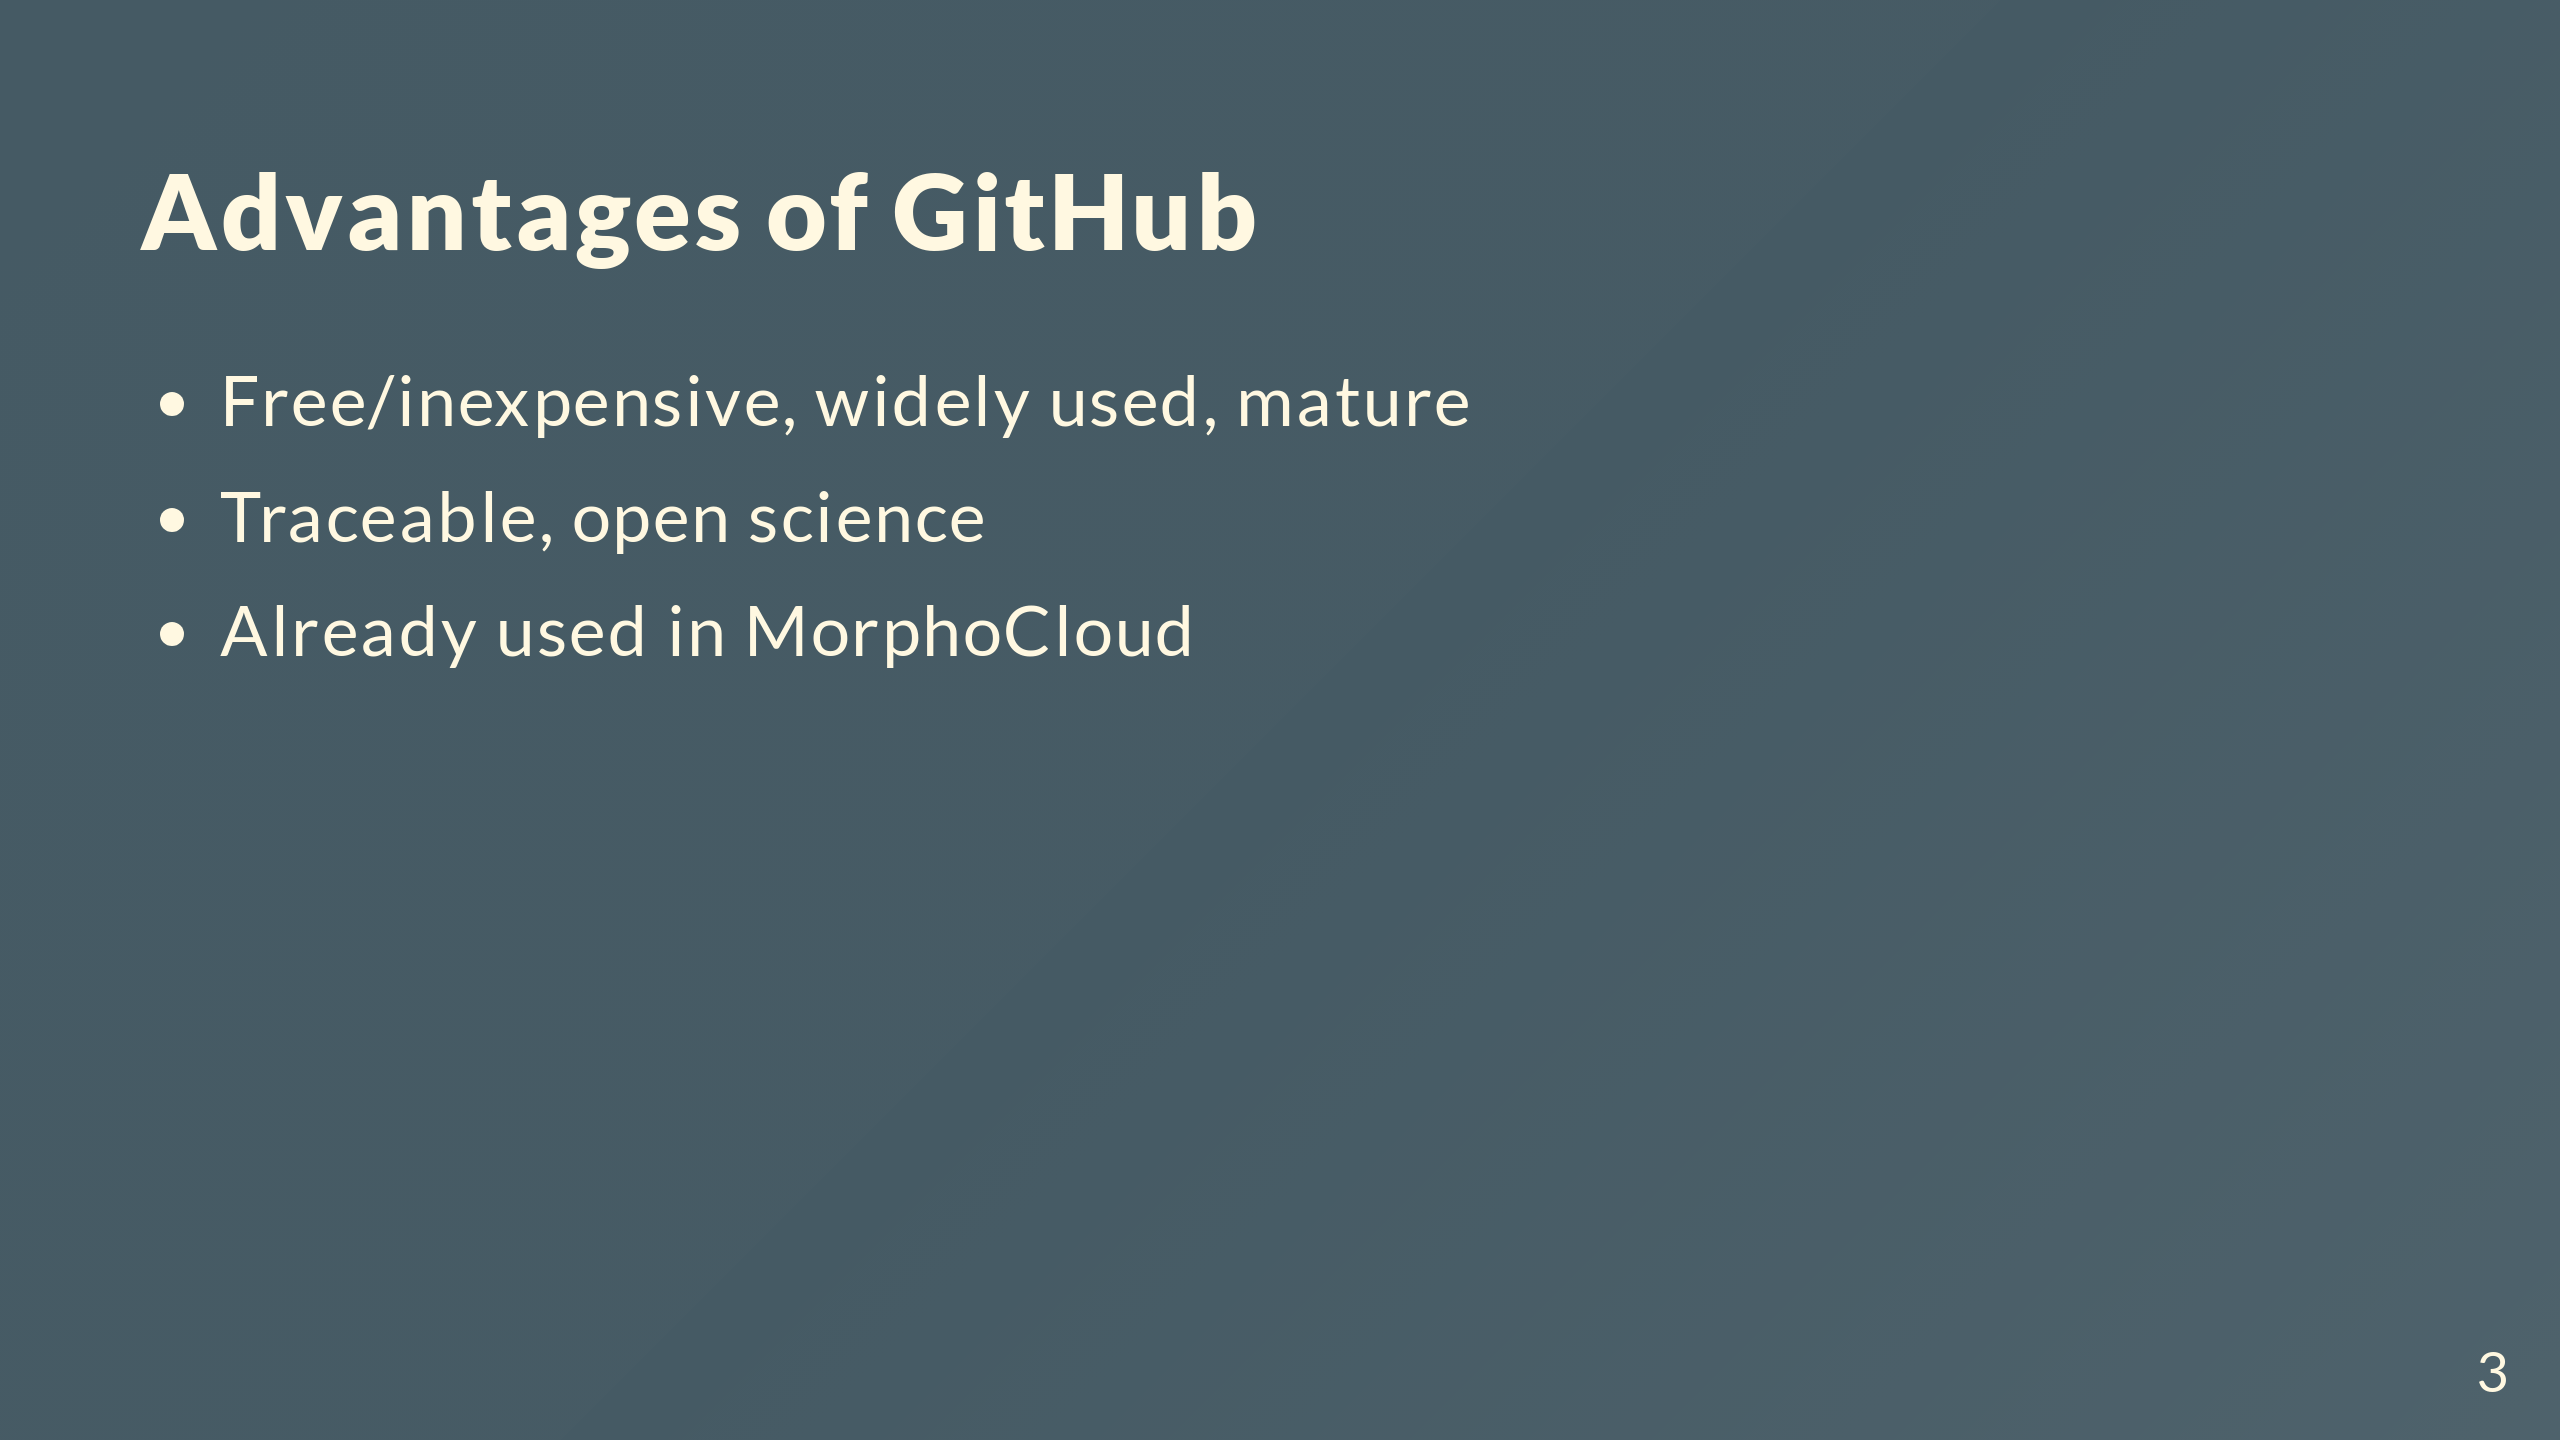 Advantages of GitHub
• Free/inexpensive, widely used, mature
• Traceable, open science
• Already used in MorphoCloud
3